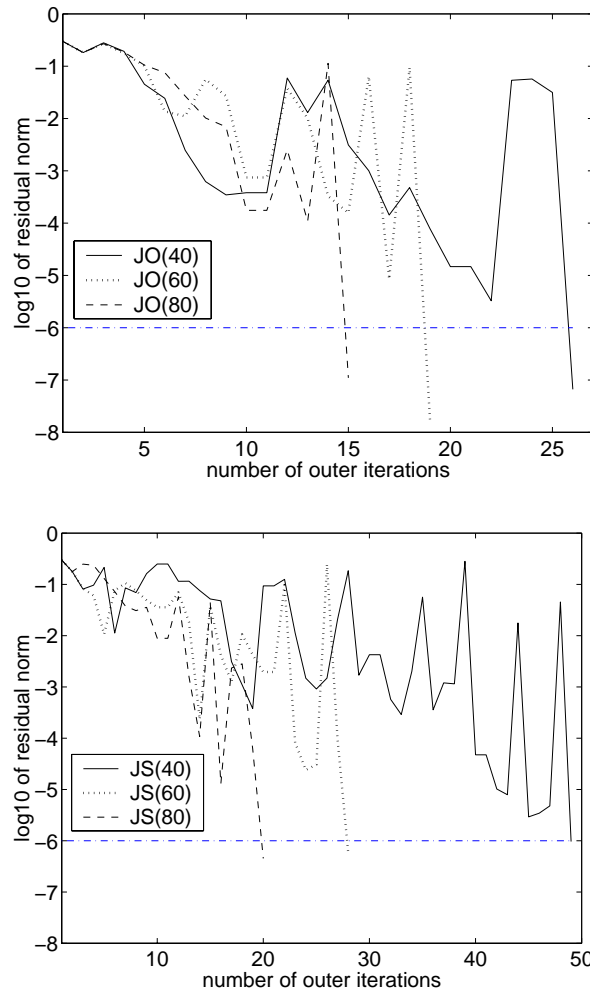 0
−1
−2
−3
−4
−5
−6
−7
−8
log10 of residual norm
JO(40)
JO(60)
JO(80)
5
10
15
20
25
number of outer iterations
0
−1
−2
−3
−4
−5
−6
−7
−8
log10 of residual norm
JS(40)
JS(60)
JS(80)
10
20
30
40
50
number of outer iterations